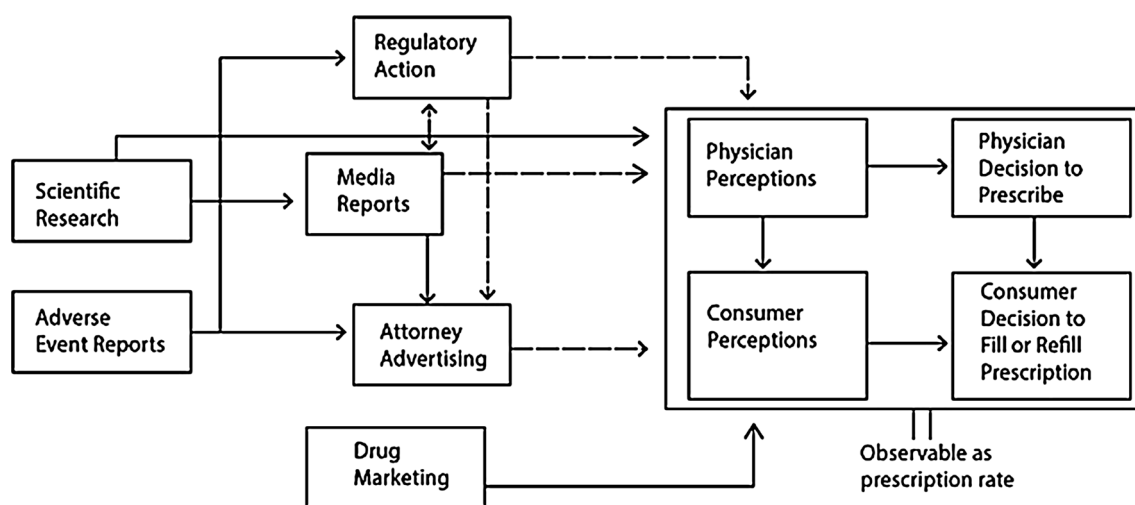 Regulatory
Action
Scientific
Research
Media
Reports
Physician
Perceptions
Physician
Decision to
Prescribe
Adverse
Event Reports
Attorney
Advertising
Consumer
Perceptions
Consumer
Decision to
Fill or Refill
Prescription
Drug
Marketing
Observable as
prescription rate